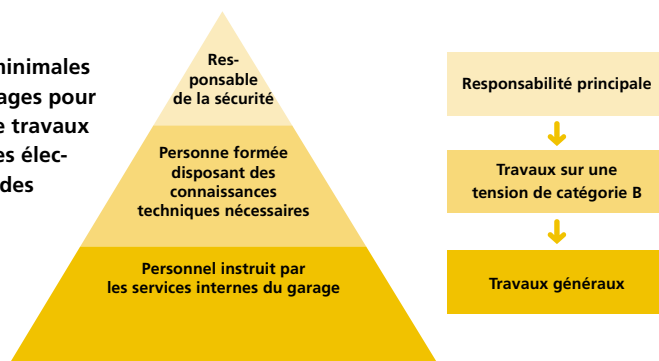 minimales
ages pour
e travaux
es élec-
des
Res-
ponsable
de la sécurité
Personne formée
disposant des
connaissances
techniques nécessaires
Personnel instruit par
les services internes du garage
Responsabilité principale
Travaux sur une
tension de catégorie B
Travaux généraux